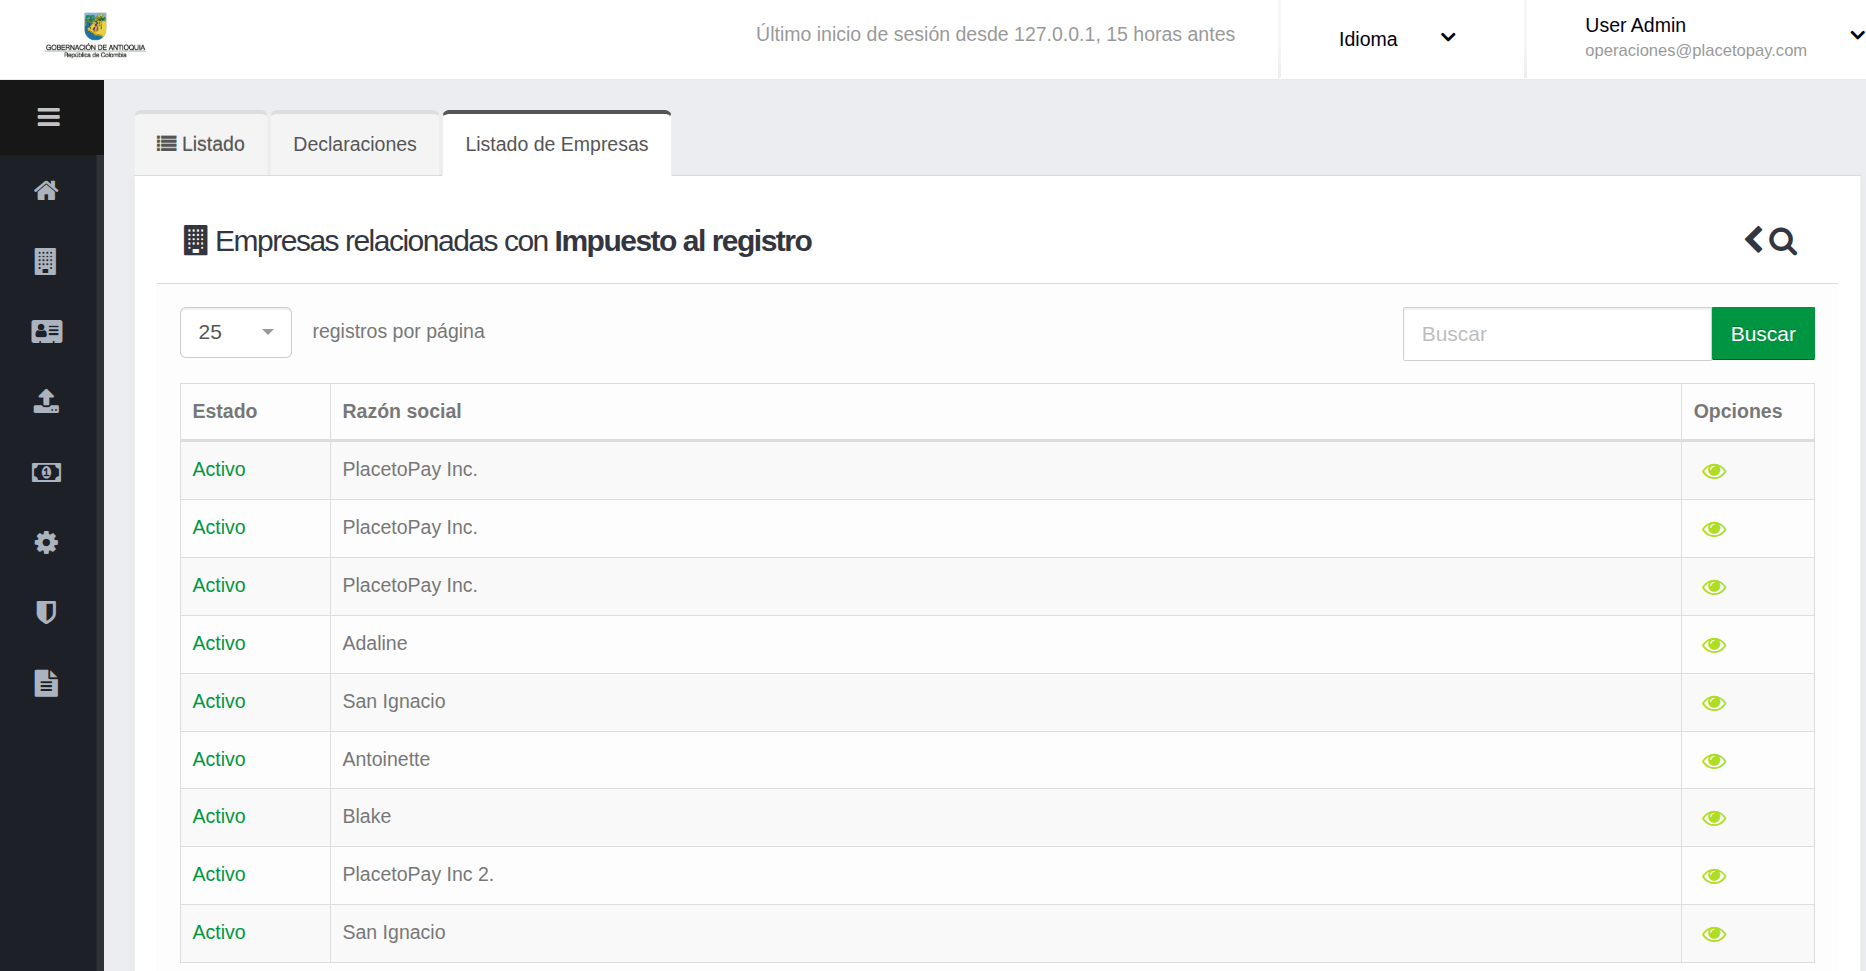 GOBERNACIÓN DE ANTIOQUIA
República de Colombia
Último inicio de sesión desde 127.0.0.1, 15 horas antes
Idioma
User Admin
operaciones@placetopay.com
Listado
Declaraciones
Listado de Empresas
Empresas relacionadas con Impuesto al registro
25
registros por página
Buscar
Buscar
Estado
Razón social
Opciones
Activo
PlacetoPay Inc.
Activo
PlacetoPay Inc.
Activo
PlacetoPay Inc.
Activo
Adaline
Activo
San Ignacio
Activo
Antoinette
Activo
Blake
Activo
PlacetoPay Inc 2.
Activo
San Ignacio